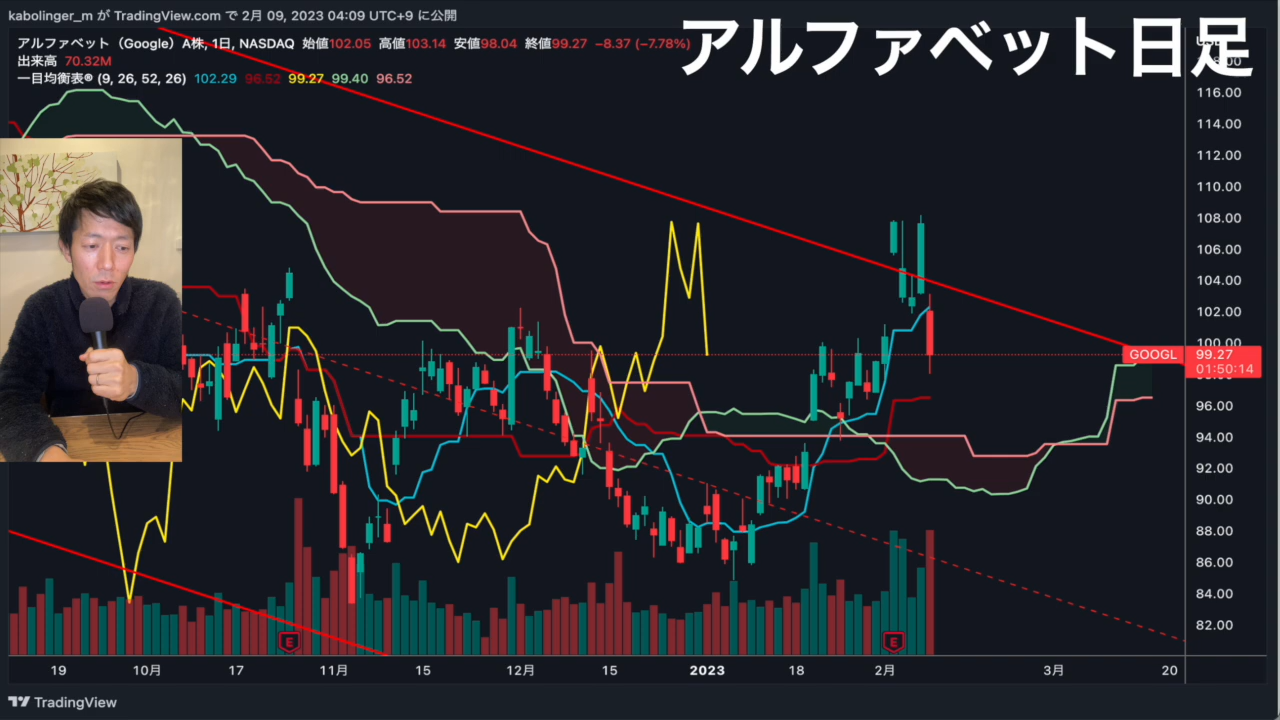 kabolinger_m が TradingView.com で 2月 09, 2023 04:09 UTC+9 に公開
アルファベット日足
アルファベット（Google）A株, 1日, NASDAQ 始値102.05 高値103.14 安値98.04 終値99.27 −8.37 (−7.78%)
出来高 70.32M
一目均衡表® (9, 26, 52, 26) 102.29 96.52 99.27 99.40 96.52
116.00
114.00
112.00
110.00
108.00
106.00
104.00
102.00
100.00
GOOGL 99.27
01:50:14
96.00
94.00
92.00
90.00
88.00
86.00
84.00
82.00
E E
19 10月 17 11月 15 12月 15 2023 18 2月 3月 20
TradingView